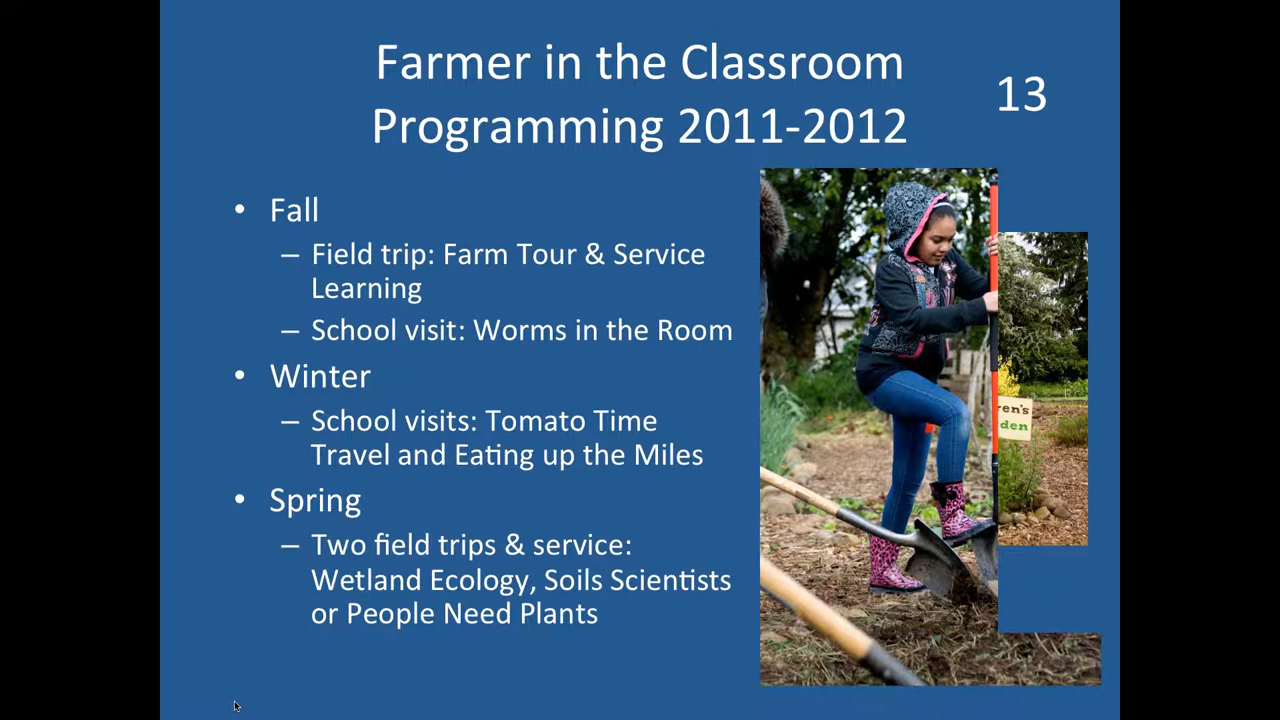 Farmer in the Classroom
Programming 2011-2012
13
• Fall
– Field trip: Farm Tour & Service
Learning
– School visit: Worms in the Room
• Winter
– School visits: Tomato Time
Travel and Eating up the Miles
• Spring
– Two field trips & service:
Wetland Ecology, Soils Scientists
or People Need Plants
ren's
den